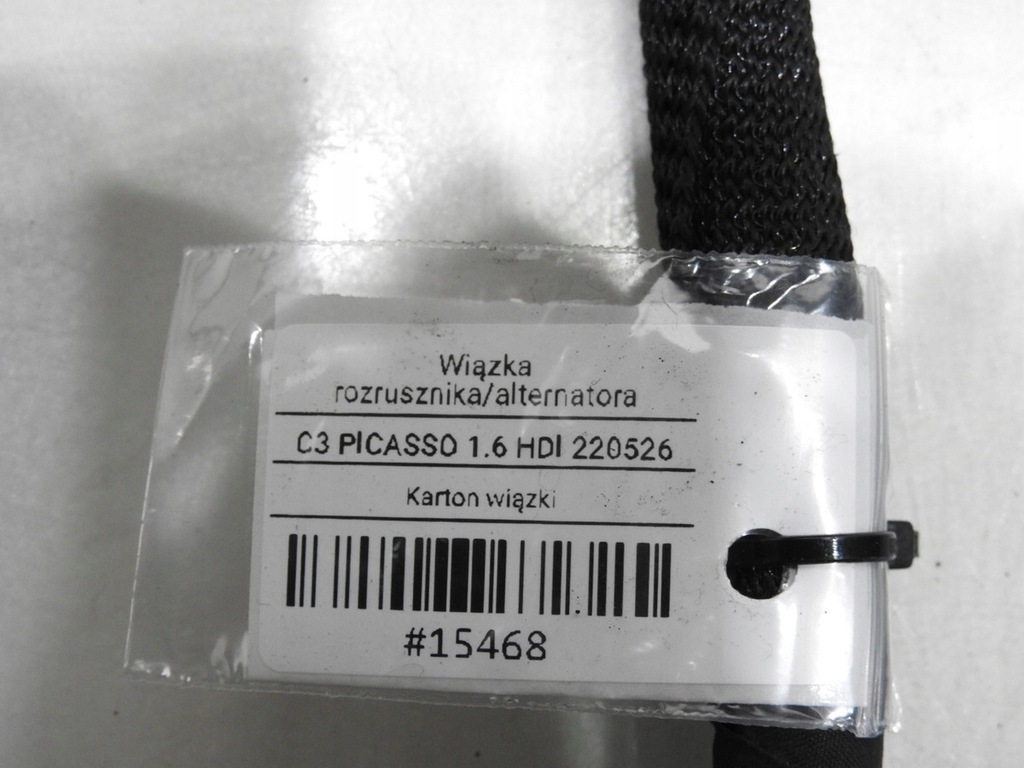 Wiązka
rozrusznika/alternatora
C3 PICASSO 1.6 HDI 220526
Karton wiązki
#15468